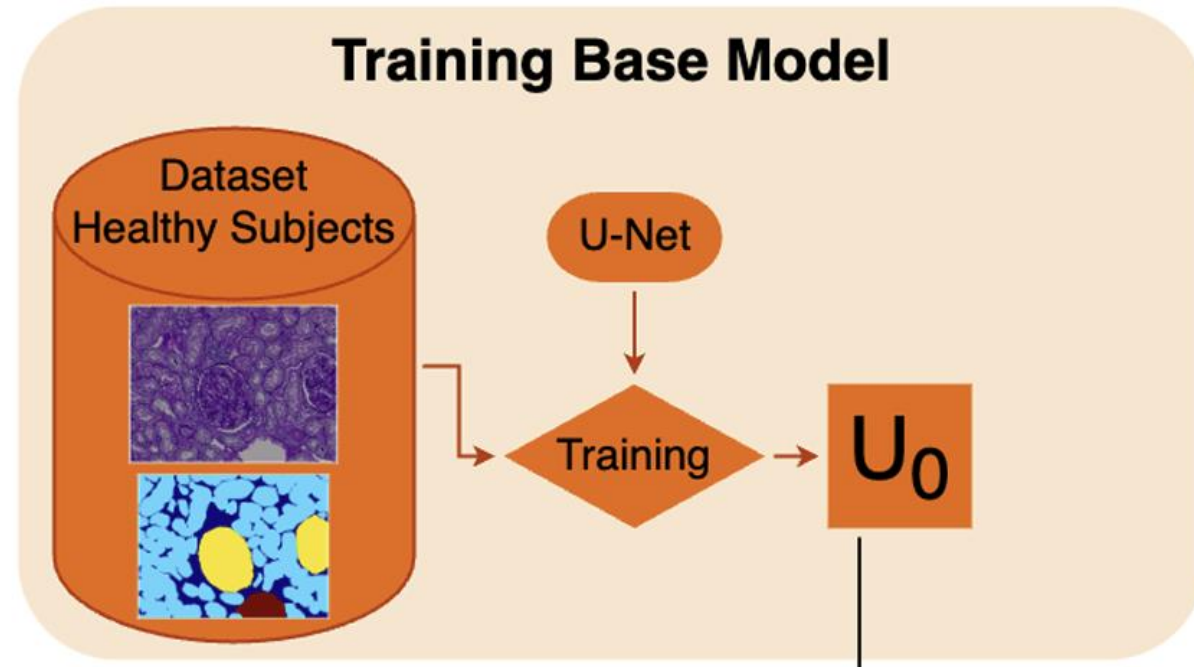 Training Base Model
Dataset
Healthy Subjects
U-Net
Training
U₀